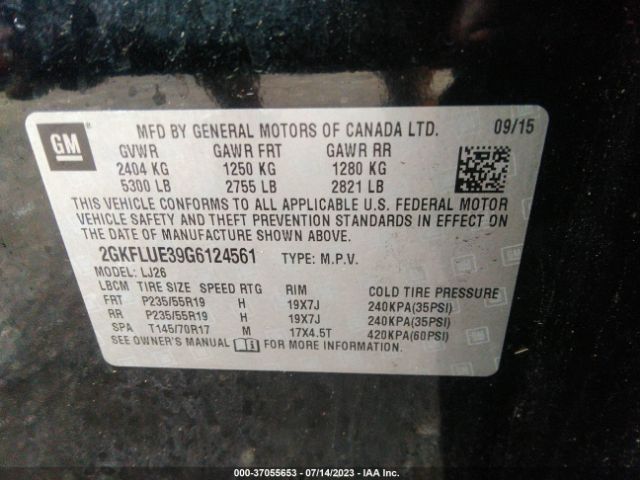 GM
MFD BY GENERAL MOTORS OF CANADA LTD. 09/15
GVWR GAWR FRT GAWR RR
2404 KG 1250 KG 1280 KG
5300 LB 2755 LB 2821 LB
THIS VEHICLE CONFORMS TO ALL APPLICABLE U.S. FEDERAL MOTOR
VEHICLE SAFETY AND THEFT PREVENTION STANDARDS IN EFFECT ON
THE DATE OF MANUFACTURE SHOWN ABOVE.
2GKFLUE39G6124561 TYPE: M.P.V.
MODEL: LJ26
LBCM TIRE SIZE SPEED RTG RIM COLD TIRE PRESSURE
FRT P235/55R19 H 19X7J 240KPA(35PSI)
RR P235/55R19 H 19X7J 240KPA(35PSI)
SPA T145/70R17 M 17X4.5T 420KPA(60PSI)
SEE OWNER'S MANUAL FOR MORE INFORMATION.
000-37055653 / 07/14/2023 - IAA Inc.